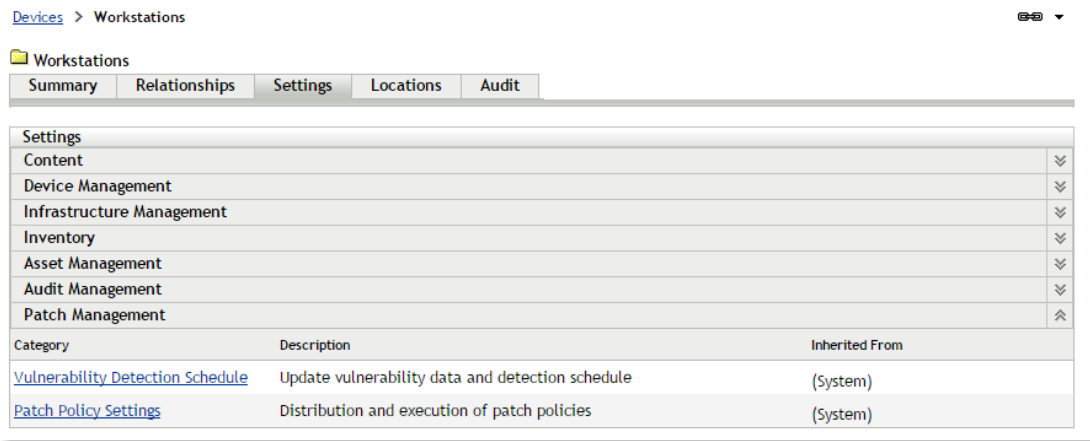 Devices > Workstations
Workstations
Summary Relationships Settings Locations Audit
Settings
Content
Device Management
Infrastructure Management
Inventory
Asset Management
Audit Management
Patch Management
Category Description Inherited From
Vulnerability Detection Schedule Update vulnerability data and detection schedule (System)
Patch Policy Settings Distribution and execution of patch policies (System)